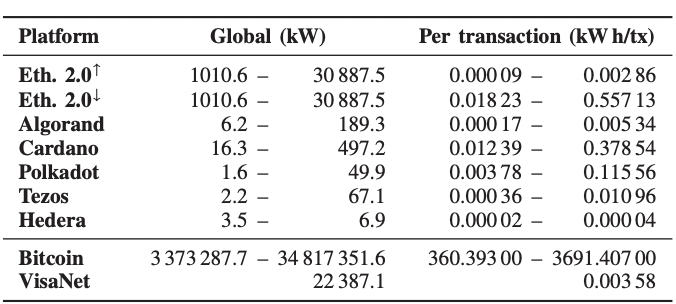 Platform Global (kW) Per transaction (kW h/tx)
Eth. 2.0↑ 1010.6 – 30 887.5 0.000 09 – 0.002 86
Eth. 2.0↓ 1010.6 – 30 887.5 0.018 23 – 0.557 13
Algorand 6.2 – 189.3 0.000 17 – 0.005 34
Cardano 16.3 – 497.2 0.012 39 – 0.378 54
Polkadot 1.6 – 49.9 0.003 78 – 0.115 56
Tezos 2.2 – 67.1 0.000 36 – 0.010 96
Hedera 3.5 – 6.9 0.000 02 – 0.000 04
Bitcoin 3 373 287.7 – 34 817 351.6 360.393 00 – 3691.407 00
VisaNet 22 387.1 0.003 58